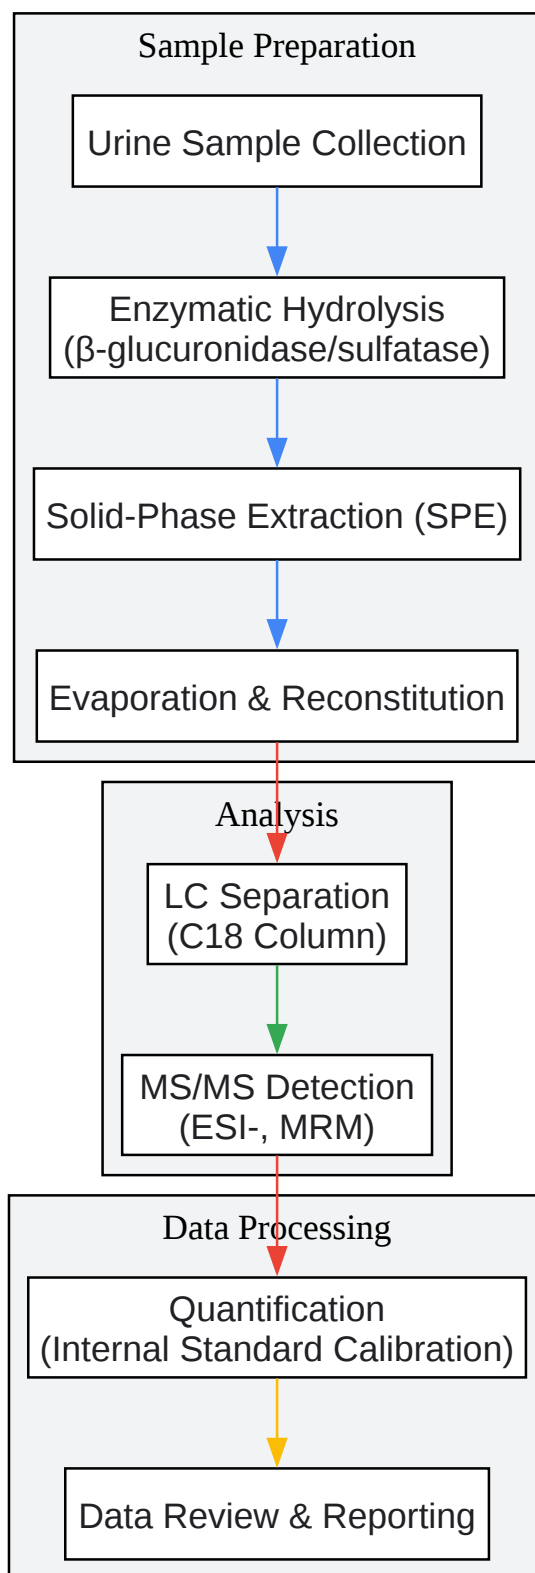 Sample Preparation
Urine Sample Collection
Enzymatic Hydrolysis
(β-glucuronidase/sulfatase)
Solid-Phase Extraction (SPE)
Evaporation & Reconstitution
Analysis
LC Separation
(C18 Column)
MS/MS Detection
(ESI-, MRM)
Data Processing
Quantification
(Internal Standard Calibration)
Data Review & Reporting